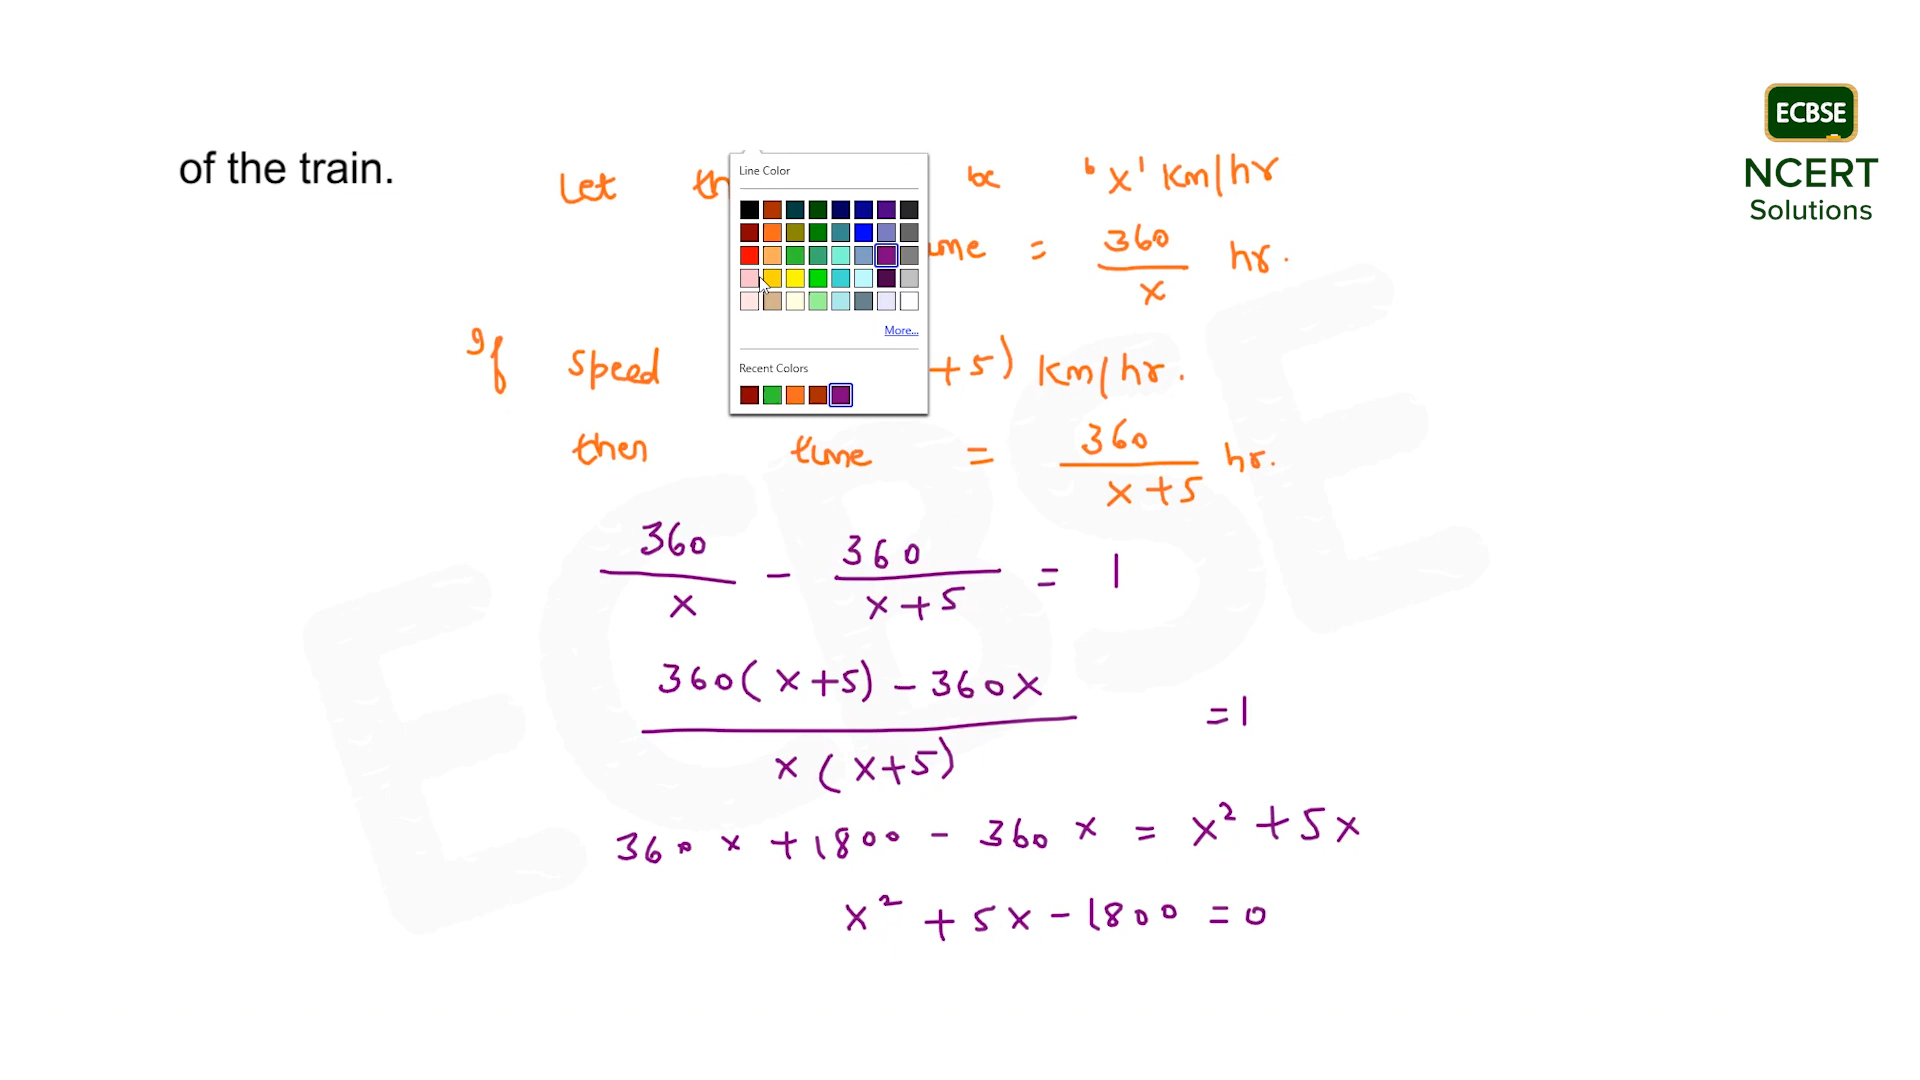 ECBSE
NCERT
Solutions
of the train.
Let be 'x' Km/hr
= 360/x hr.
If speed +5) Km/hr.
then time = 360/(x+5) hr.
360/x - 360/(x+5) = 1
(360(x+5) - 360x)/(x(x+5)) = 1
360x + 1800 - 360x = x² + 5x
x² + 5x - 1800 = 0
Line Color
More...
Recent Colors
ECBSE